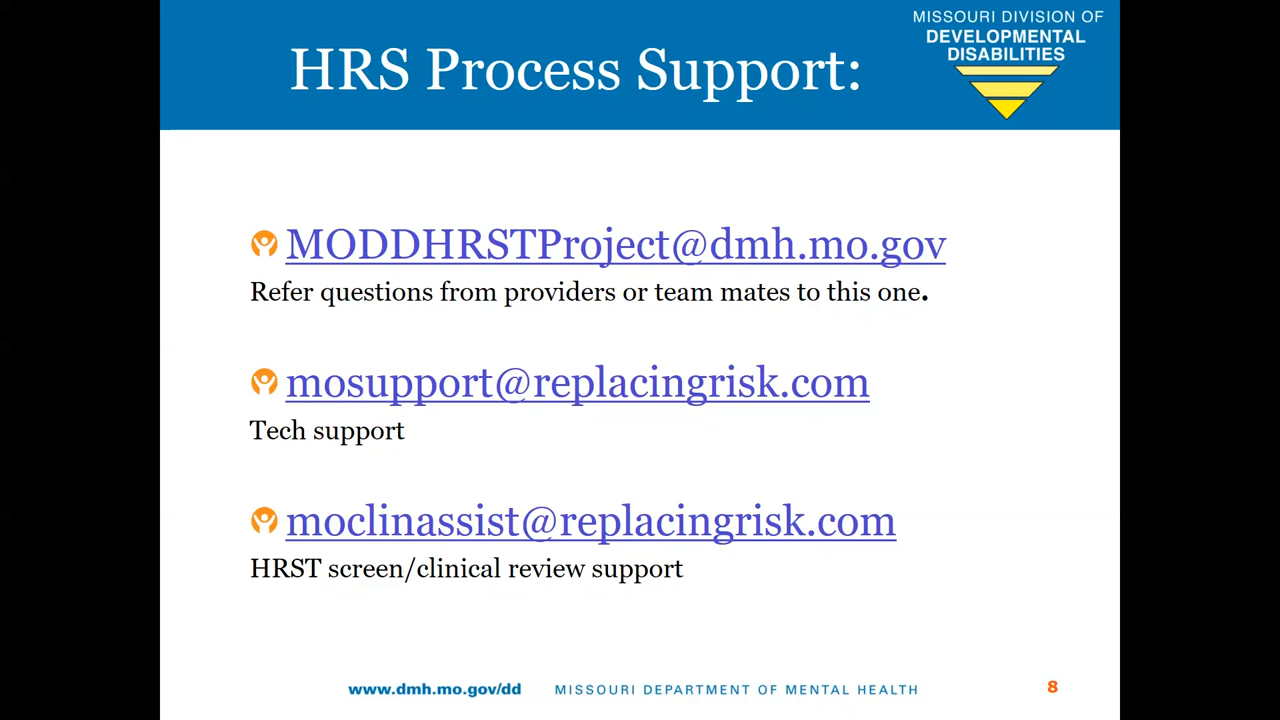 HRS Process Support:
MISSOURI DIVISION OF
DEVELOPMENTAL
DISABILITIES
MODDHRSTProject@dmh.mo.gov
Refer questions from providers or team mates to this one.
mosupport@replacingrisk.com
Tech support
moclinassist@replacingrisk.com
HRST screen/clinical review support
www.dmh.mo.gov/dd MISSOURI DEPARTMENT OF MENTAL HEALTH 8